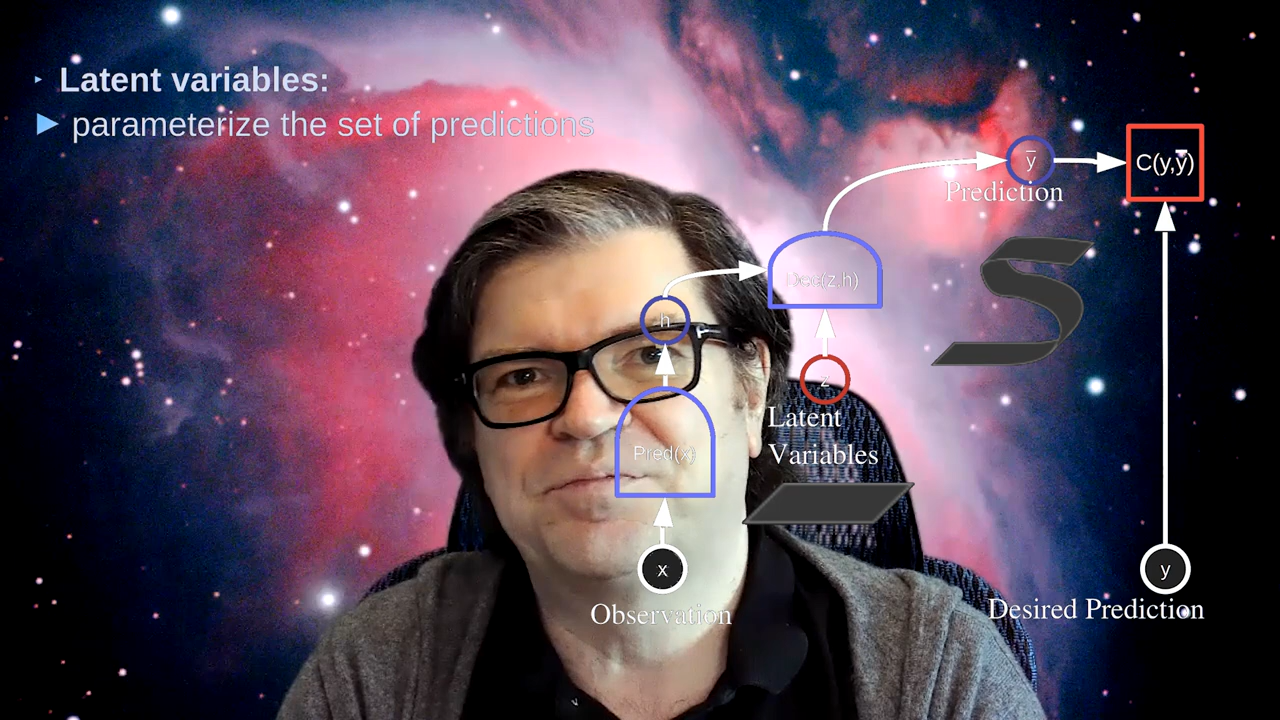 Latent variables:
parameterize the set of predictions
ȳ
C(y,ȳ)
Prediction
Dec(z,h)
h
z
Latent
Variables
Pred(x)
x
y
Observation
Desired Prediction